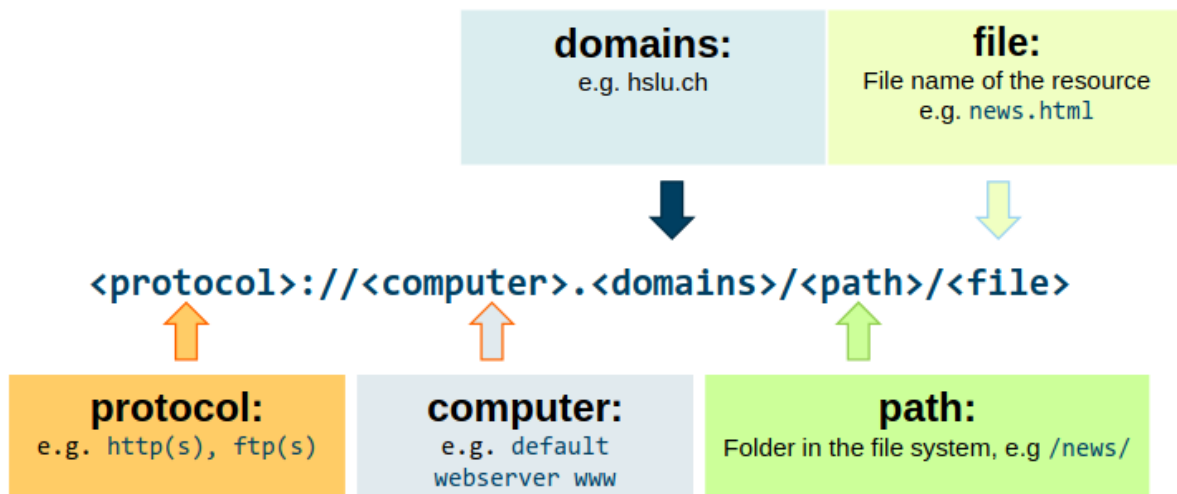 domains:
e.g. hslu.ch
file:
File name of the resource
e.g. news.html
<protocol>://<computer>.<domains>/<path>/<file>
protocol:
e.g. http(s), ftp(s)
computer:
e.g. default
webserver www
path:
Folder in the file system, e.g /news/